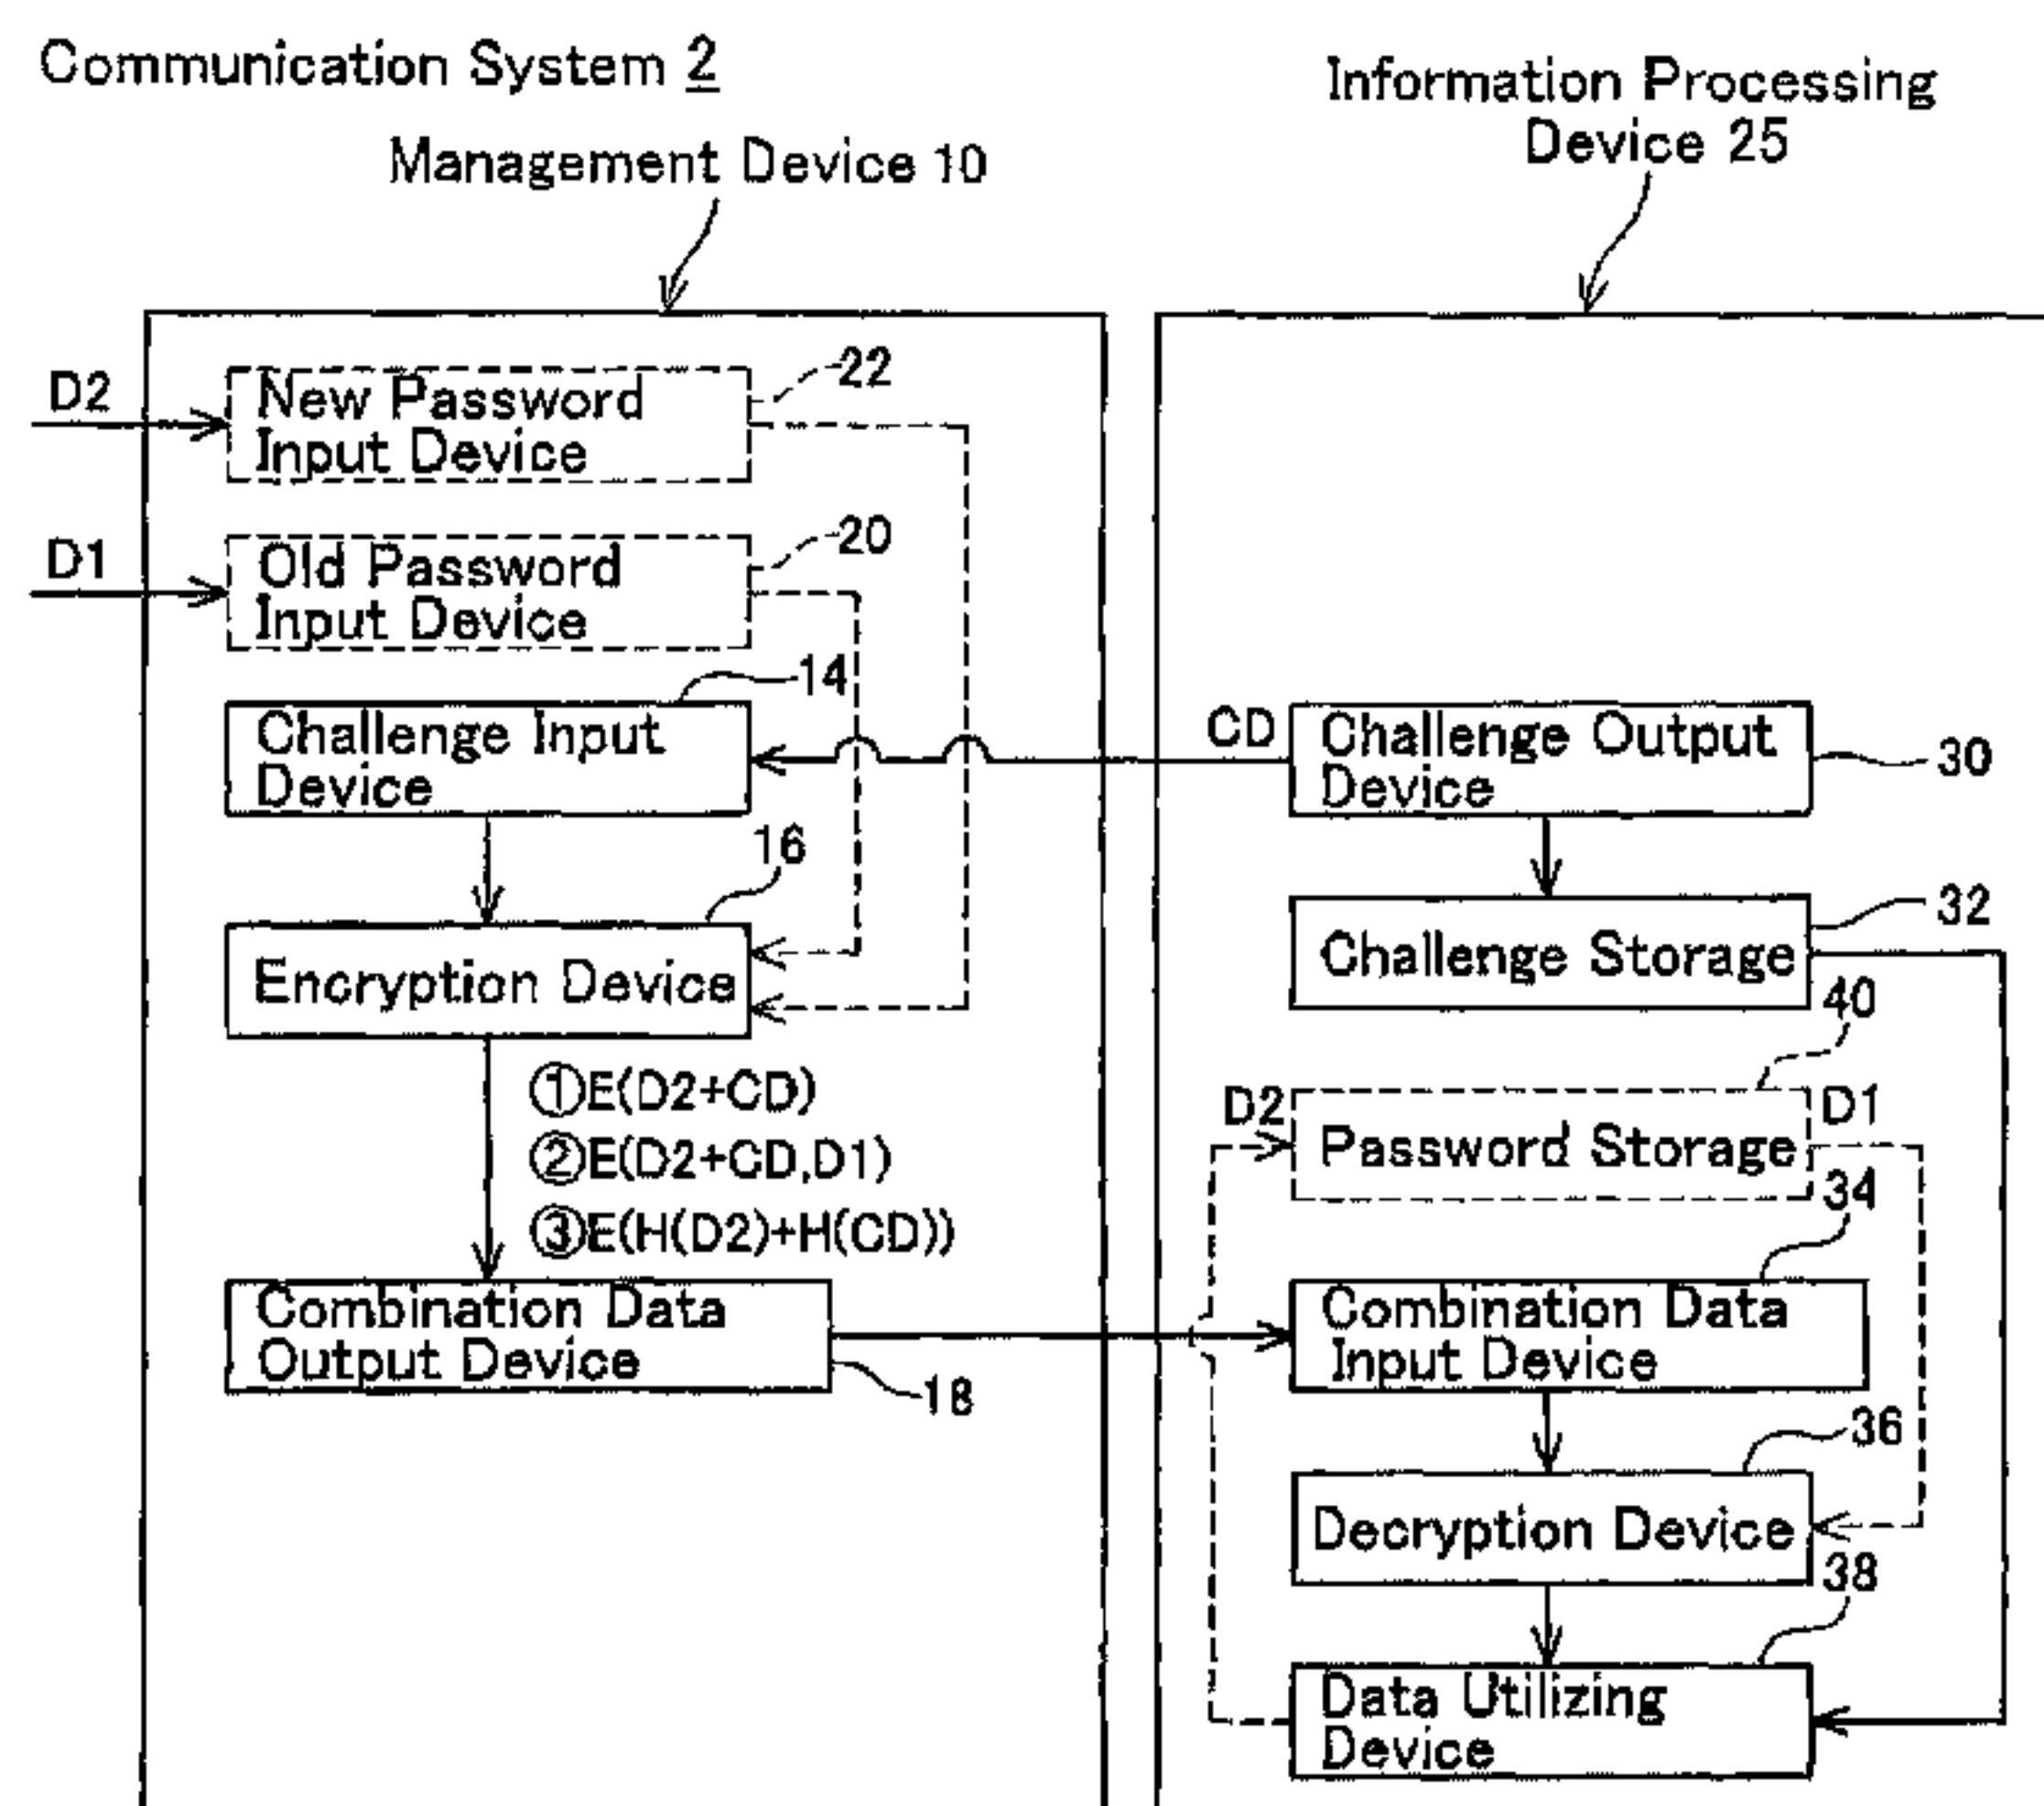 Communication System 2
Management Device 10
Information Processing
Device 25
D2
New Password
Input Device
22
D1
Old Password
Input Device
20
14
Challenge Input
Device
CD
Challenge Output
Device
30
16
Encryption Device
32
Challenge Storage
40
①E(D2+CD)
②E(D2+CD,D1)
③E(H(D2)+H(CD))
D2
Password Storage
D1
34
Combination Data
Output Device
18
Combination Data
Input Device
36
Decryption Device
38
Data Utilizing
Device